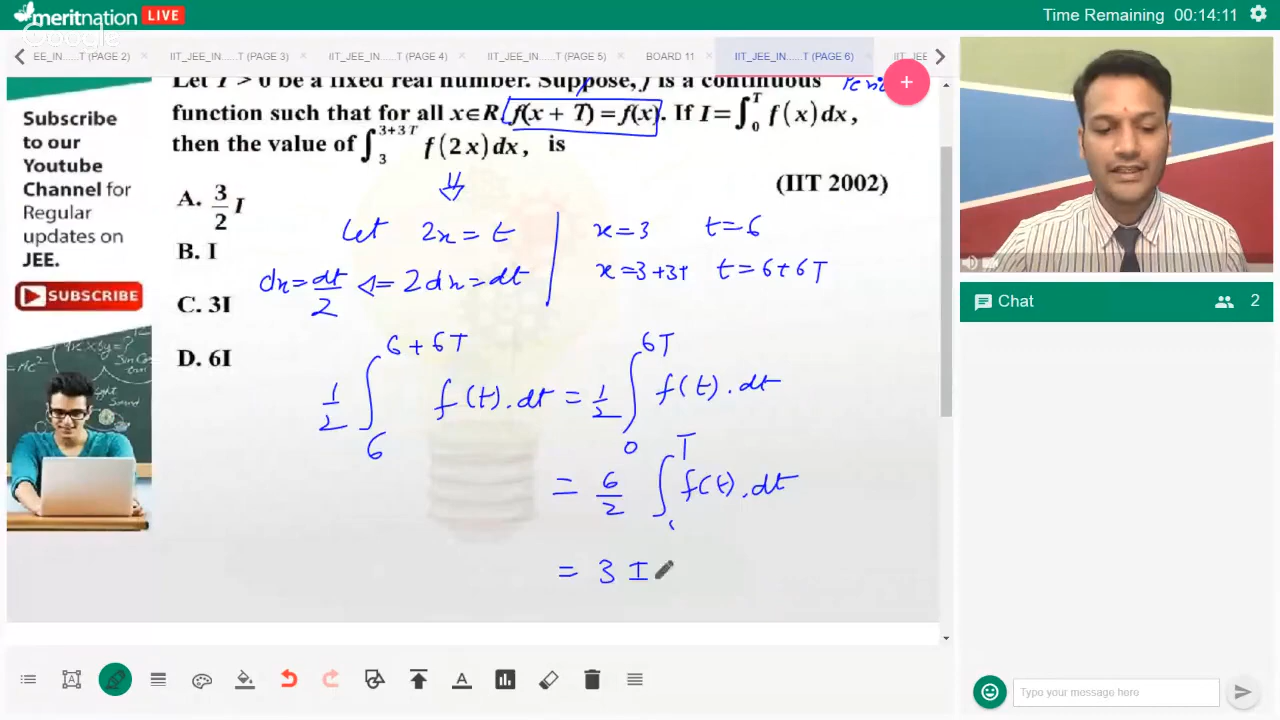 meritnation LIVE
Google
Time Remaining 00:14:11
EE_IN......T (PAGE 2) IIT_JEE_IN......T (PAGE 3) IIT_JEE_IN......T (PAGE 4) IIT_JEE_IN......T (PAGE 5) BOARD 11 IIT_JEE_IN......T (PAGE 6) IIT_JEE
Let T > 0 be a fixed real number. Suppose, f is a continuous
function such that for all x∈R, f(x + T) = f(x). If I = ∫₀ᵀ f(x)dx,
then the value of ∫₃³⁺³ᵀ f(2x)dx, is
(IIT 2002)
A. 3/2 I
B. I
C. 3I
D. 6I
Subscribe
to our
Youtube
Channel for
Regular
updates on
JEE.
SUBSCRIBE
⇓
Let 2x = t
dx = dt/2 ⇐ 2dx = dt
x = 3 t = 6
x = 3+3T t = 6+6T
1/2 ∫₆⁶⁺⁶ᵀ f(t).dt = 1/2 ∫₀⁶ᵀ f(t).dt
= 6/2 ∫ᵀ f(t).dt
= 3 I
Chat 2
Type your message here